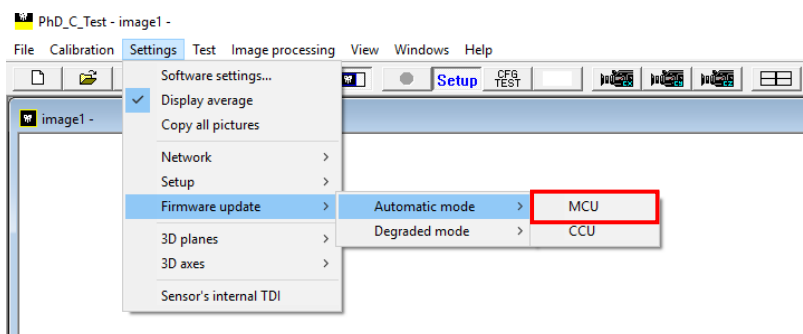 PhD_C_Test - image1 -
File Calibration Settings Test Image processing View Windows Help
Setup CFG TEST
image1 -
Software settings...
Display average
Copy all pictures
Network
Setup
Firmware update
3D planes
3D axes
Sensor's internal TDI
Automatic mode
Degraded mode
MCU
CCU